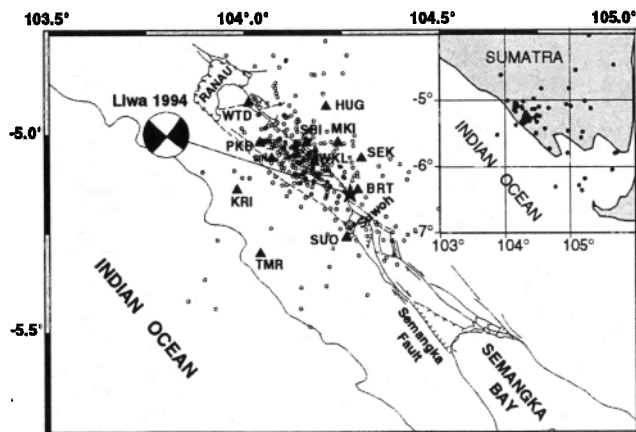 103.5° 104.0° 104.5° 105.0°
-5.0°
-5.5°
RANAU
Liwa 1994
WTD
HUG
PKB
SBI
MKI
WKL
SEK
KRI
BRT
Suwoh
SUO
TMR
INDIAN OCEAN
Semangka
Fault
SEMANGKA
BAY
SUMATRA
INDIAN
OCEAN
-5°
-6°
-7°
103° 104° 105°